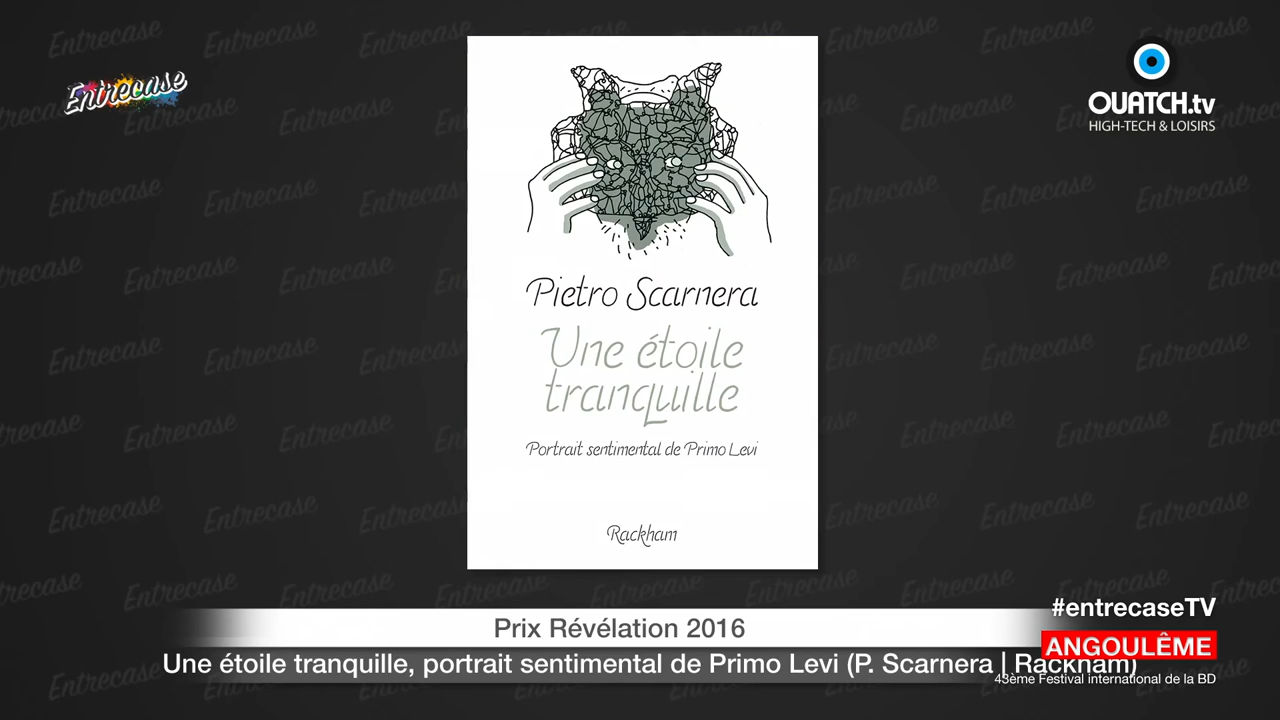 Entrecase
OUATCH.tv
HIGH-TECH & LOISIRS
Pietro Scarnera
Une étoile
tranquille
Portrait sentimental de Primo Levi
Rackham
#entrecaseTV
Prix Révélation 2016
ANGOULÊME
Une étoile tranquille, portrait sentimental de Primo Levi (P. Scarnera | Rackham)
43ème Festival international de la BD